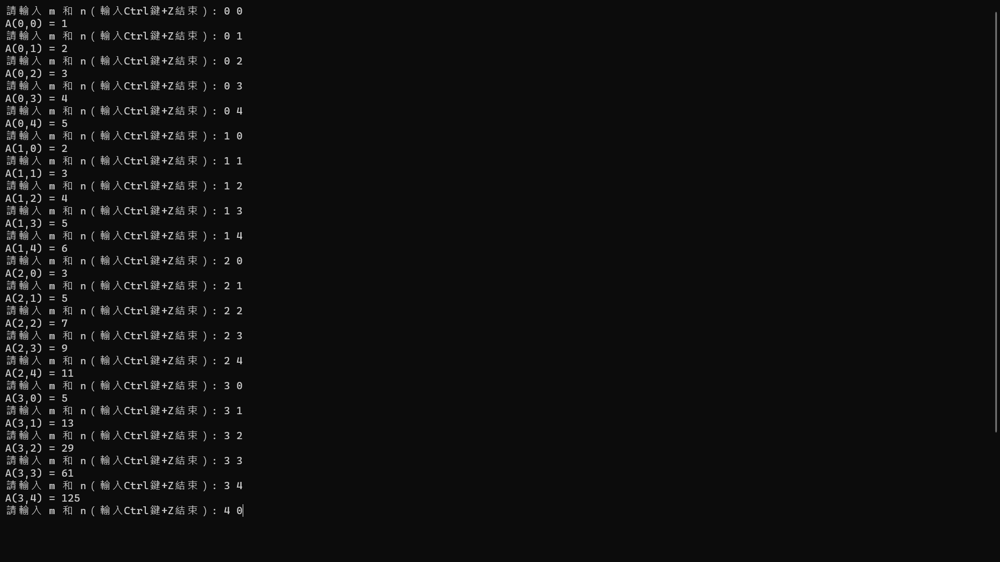 請輸入 m 和 n(輸入Ctrl鍵+Z結束): 0 0
A(0,0) = 1
請輸入 m 和 n(輸入Ctrl鍵+Z結束): 0 1
A(0,1) = 2
請輸入 m 和 n(輸入Ctrl鍵+Z結束): 0 2
A(0,2) = 3
請輸入 m 和 n(輸入Ctrl鍵+Z結束): 0 3
A(0,3) = 4
請輸入 m 和 n(輸入Ctrl鍵+Z結束): 0 4
A(0,4) = 5
請輸入 m 和 n(輸入Ctrl鍵+Z結束): 1 0
A(1,0) = 2
請輸入 m 和 n(輸入Ctrl鍵+Z結束): 1 1
A(1,1) = 3
請輸入 m 和 n(輸入Ctrl鍵+Z結束): 1 2
A(1,2) = 4
請輸入 m 和 n(輸入Ctrl鍵+Z結束): 1 3
A(1,3) = 5
請輸入 m 和 n(輸入Ctrl鍵+Z結束): 1 4
A(1,4) = 6
請輸入 m 和 n(輸入Ctrl鍵+Z結束): 2 0
A(2,0) = 3
請輸入 m 和 n(輸入Ctrl鍵+Z結束): 2 1
A(2,1) = 5
請輸入 m 和 n(輸入Ctrl鍵+Z結束): 2 2
A(2,2) = 7
請輸入 m 和 n(輸入Ctrl鍵+Z結束): 2 3
A(2,3) = 9
請輸入 m 和 n(輸入Ctrl鍵+Z結束): 2 4
A(2,4) = 11
請輸入 m 和 n(輸入Ctrl鍵+Z結束): 3 0
A(3,0) = 5
請輸入 m 和 n(輸入Ctrl鍵+Z結束): 3 1
A(3,1) = 13
請輸入 m 和 n(輸入Ctrl鍵+Z結束): 3 2
A(3,2) = 29
請輸入 m 和 n(輸入Ctrl鍵+Z結束): 3 3
A(3,3) = 61
請輸入 m 和 n(輸入Ctrl鍵+Z結束): 3 4
A(3,4) = 125
請輸入 m 和 n(輸入Ctrl鍵+Z結束): 4 0